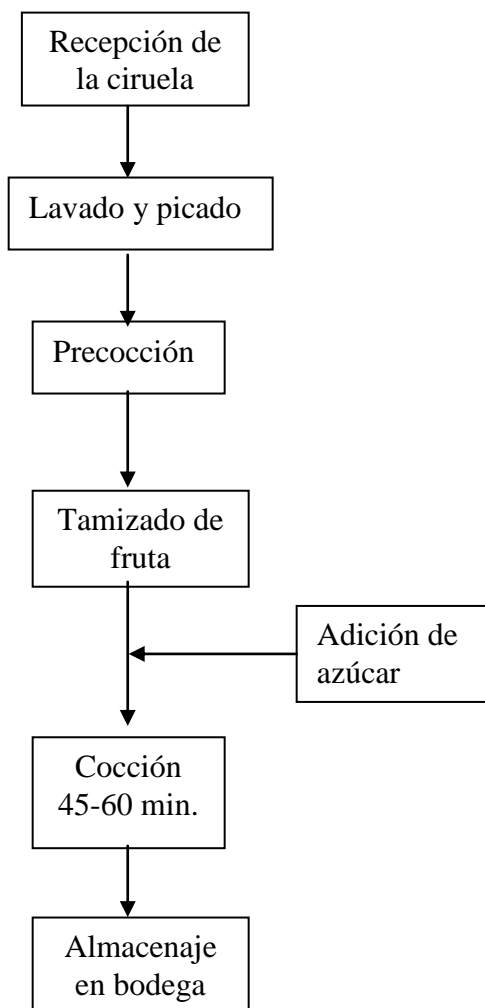 Recepción de
la ciruela
Lavado y picado
Precocción
Tamizado de
fruta
Adición de
azúcar
Cocción
45-60 min.
Almacenaje
en bodega